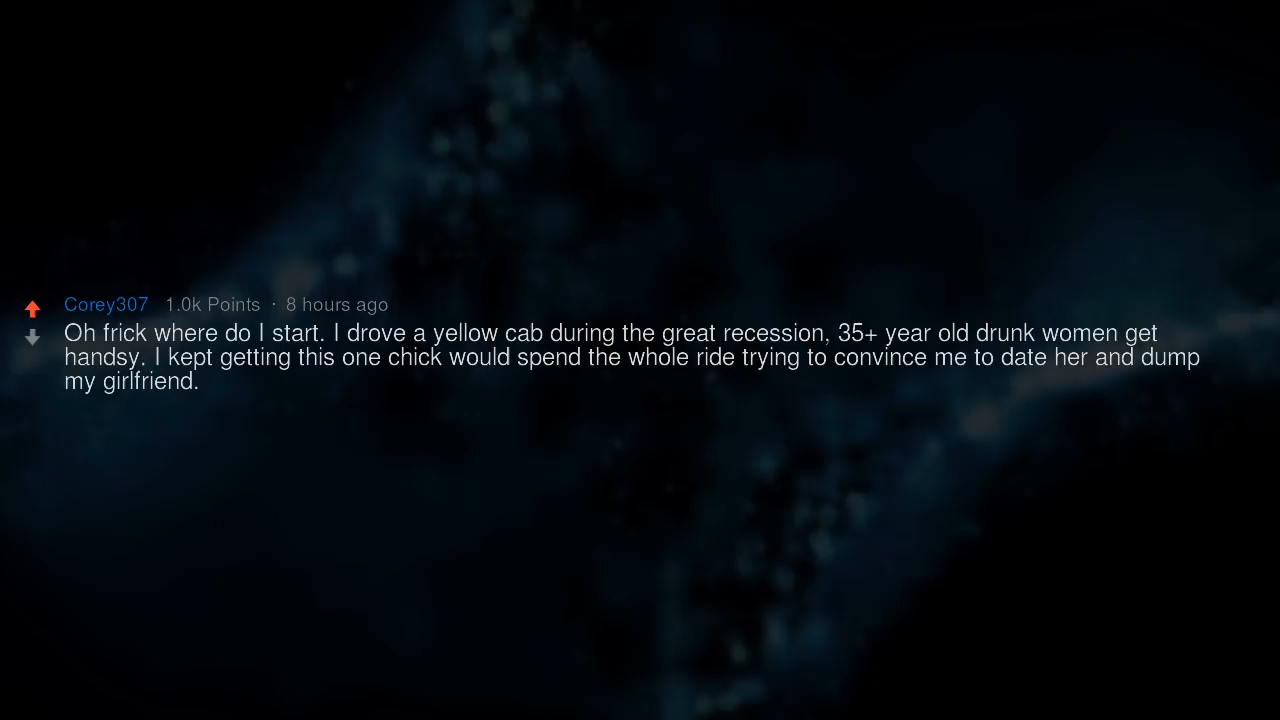 Corey307 1.0k Points · 8 hours ago
Oh frick where do I start. I drove a yellow cab during the great recession, 35+ year old drunk women get
handsy. I kept getting this one chick would spend the whole ride trying to convince me to date her and dump
my girlfriend.